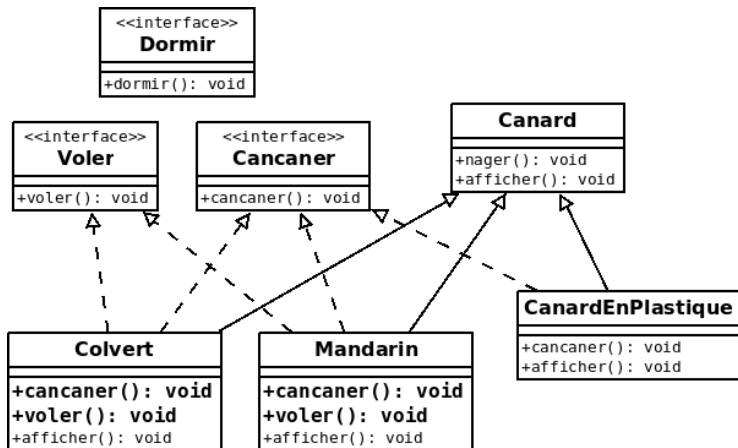 <<interface>>
Dormir
+dormir(): void
<<interface>>
Voler
+voler(): void
<<interface>>
Cancaner
+cancaner(): void
Canard
+nager(): void
+afficher(): void
Colvert
+cancaner(): void
+voler(): void
+afficher(): void
Mandarin
+cancaner(): void
+voler(): void
+afficher(): void
CanardEnPlastique
+cancaner(): void
+afficher(): void